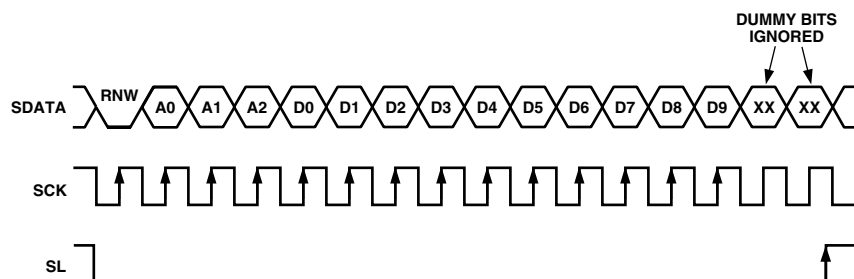 DUMMY BITS
IGNORED
SDATA RNW A0 A1 A2 D0 D1 D2 D3 D4 D5 D6 D7 D8 D9 XX XX
SCK
SL